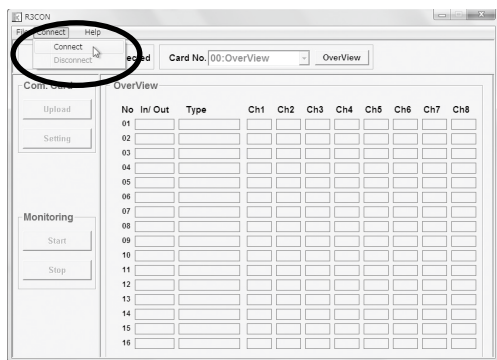 R3CON
File Connect Help
Connect
Disconnect
Card No. 00:OverView OverView
Com. Card
Upload
Setting
Monitoring
Start
Stop
OverView
No In/ Out Type Ch1 Ch2 Ch3 Ch4 Ch5 Ch6 Ch7 Ch8
01
02
03
04
05
06
07
08
09
10
11
12
13
14
15
16